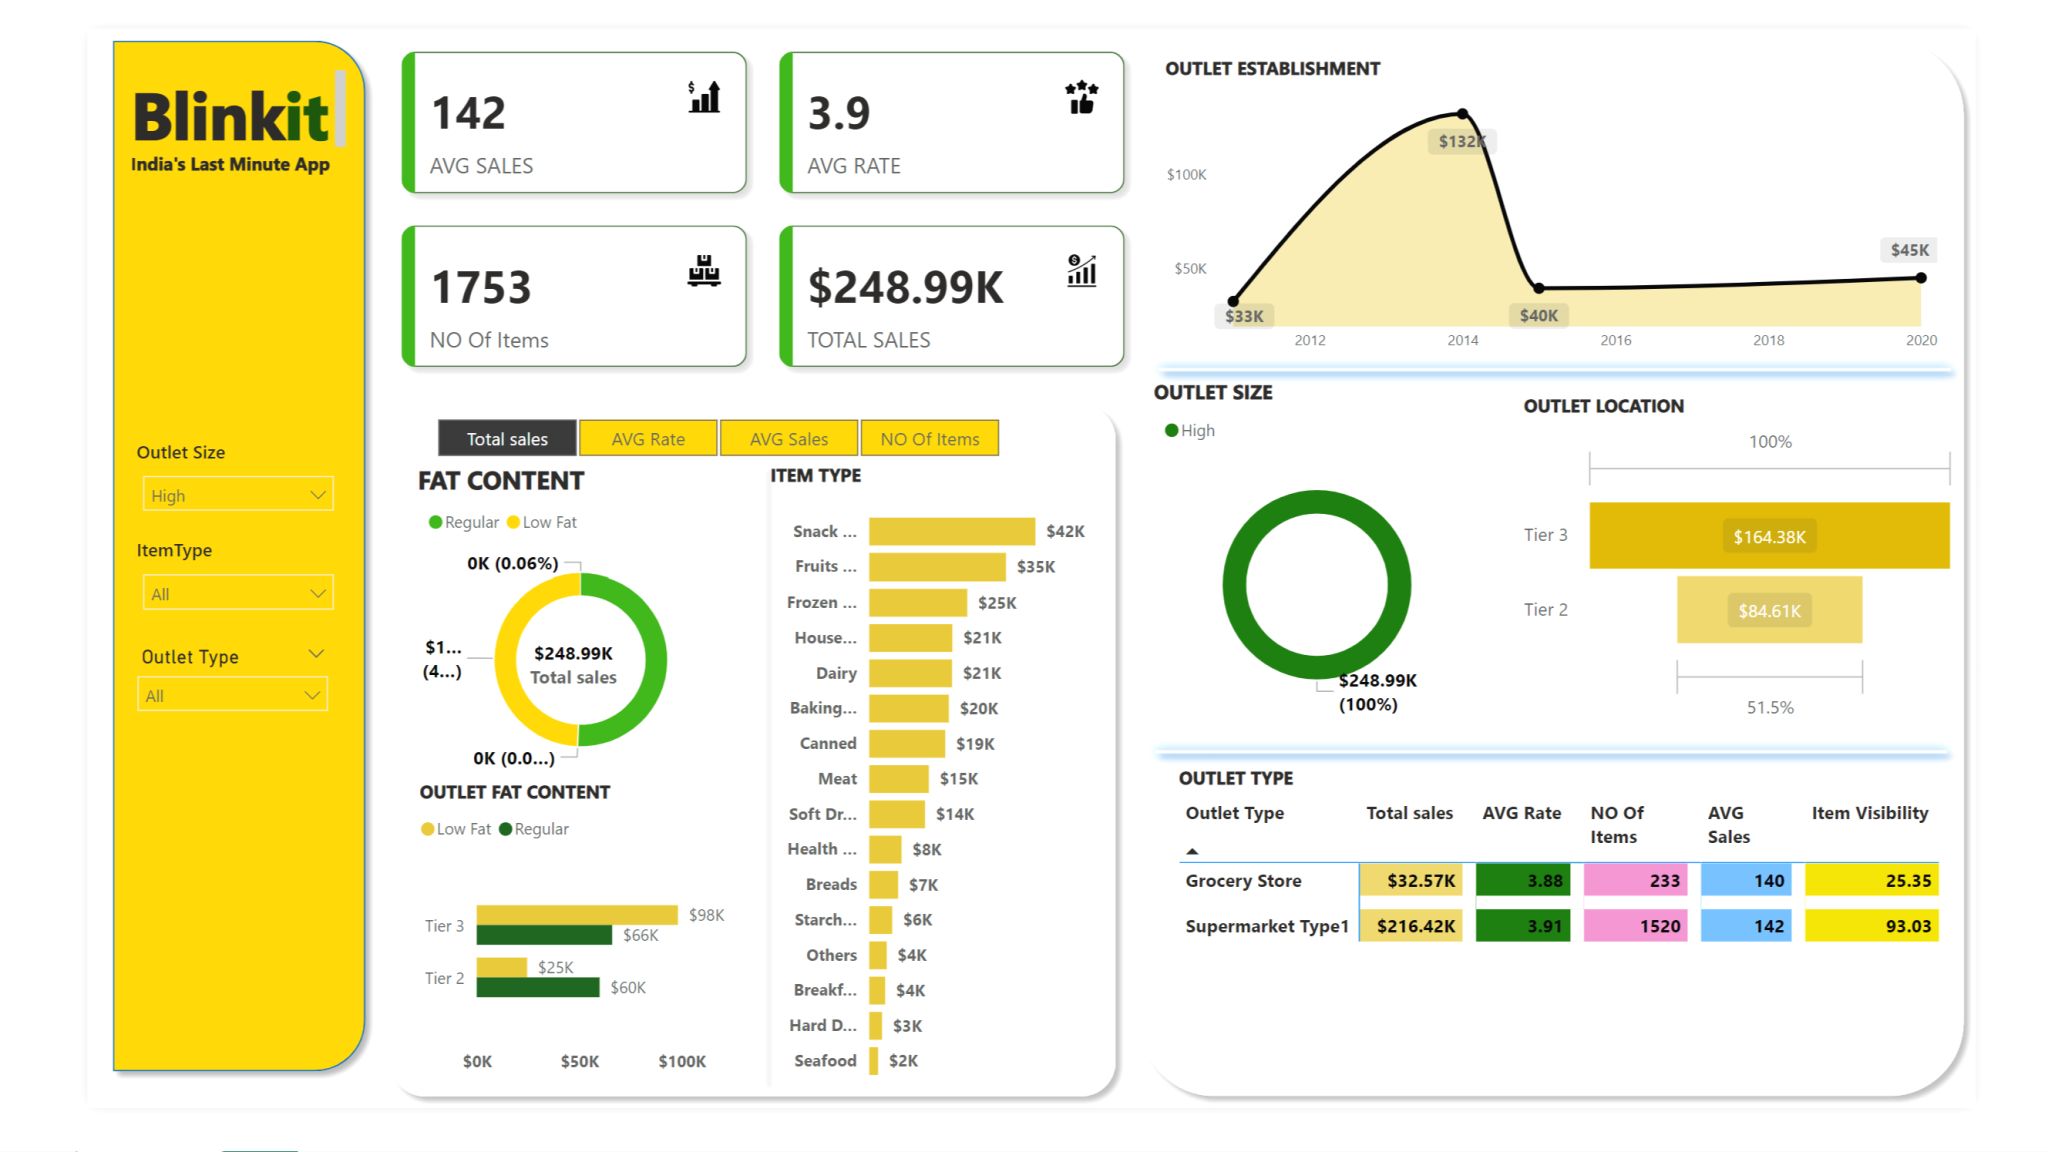 Blinkit
India's Last Minute App
Outlet Size
High
ItemType
All
Outlet Type
All
142
AVG SALES
3.9
AVG RATE
1753
NO Of Items
$248.99K
TOTAL SALES
Total sales
AVG Rate
AVG Sales
NO Of Items
FAT CONTENT
Regular Low Fat
0K (0.06%)
$1...
(4...)
$248.99K
Total sales
0K (0.0...)
OUTLET FAT CONTENT
Low Fat Regular
Tier 3 $98K
$66K
Tier 2 $25K
$60K
$0K $50K $100K
ITEM TYPE
Snack ... $42K
Fruits ... $35K
Frozen ... $25K
House... $21K
Dairy $21K
Baking... $20K
Canned $19K
Meat $15K
Soft Dr... $14K
Health ... $8K
Breads $7K
Starch... $6K
Others $4K
Breakf... $4K
Hard D... $3K
Seafood $2K
OUTLET ESTABLISHMENT
$132K
$100K
$50K
$45K
$33K
$40K
2012 2014 2016 2018 2020
OUTLET SIZE
High
$248.99K
(100%)
OUTLET LOCATION
100%
Tier 3 $164.38K
Tier 2 $84.61K
51.5%
OUTLET TYPE
Outlet Type Total sales AVG Rate NO Of Items AVG Sales Item Visibility
Grocery Store $32.57K 3.88 233 140 25.35
Supermarket Type1 $216.42K 3.91 1520 142 93.03